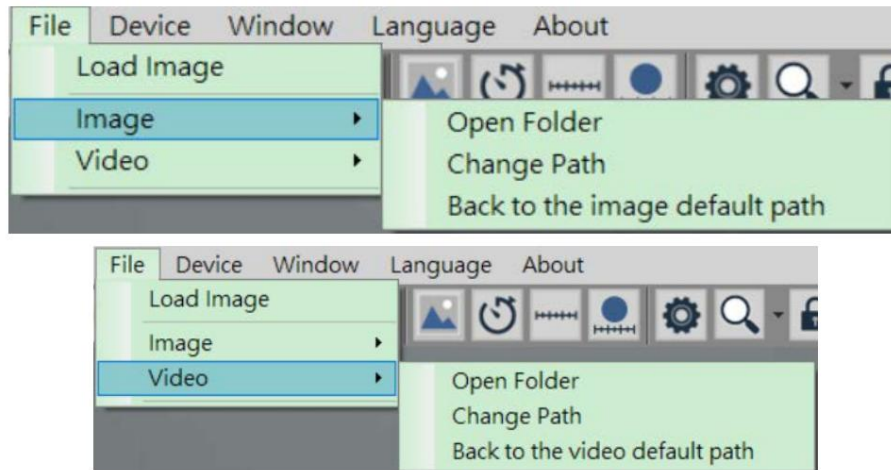 File Device Window Language About
Load Image
Image
Open Folder
Change Path
Back to the image default path
Video
File Device Window Language About
Load Image
Image
Video
Open Folder
Change Path
Back to the video default path